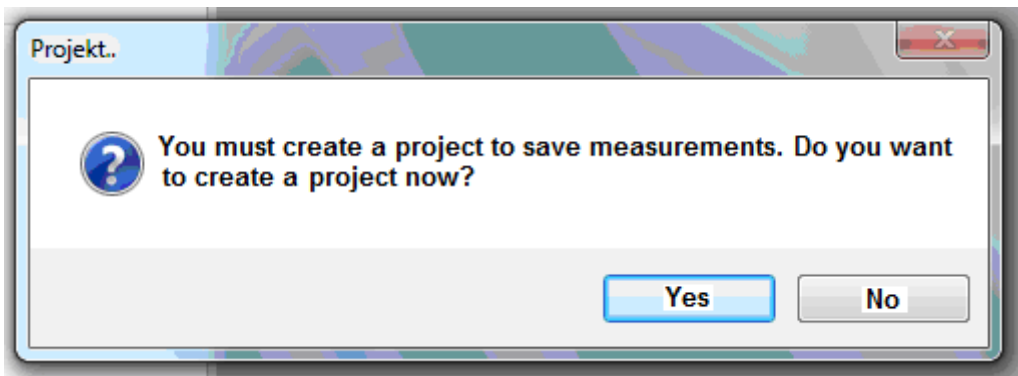 Projekt..
You must create a project to save measurements. Do you want
to create a project now?
Yes
No